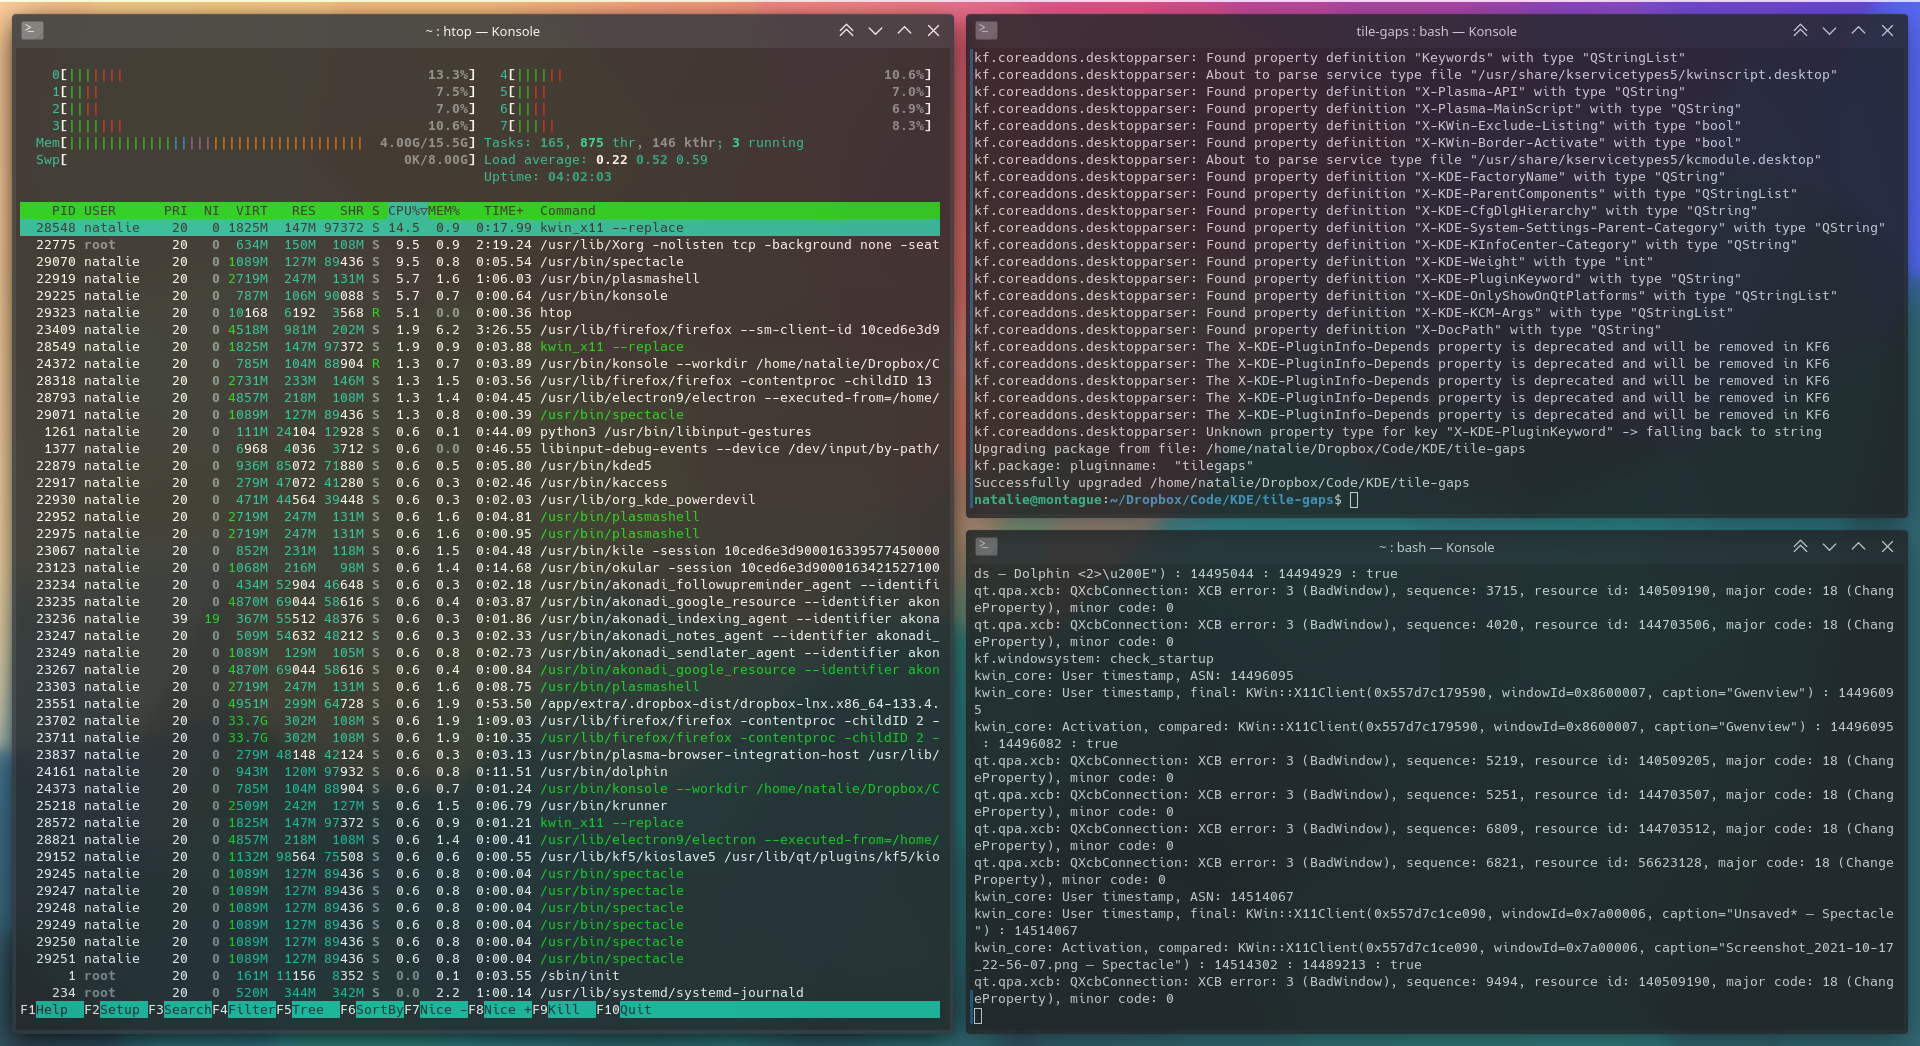 ~ : htop — Konsole
0[||||||| 13.3%] 4[|||||| 10.6%]
1[|||| 7.5%] 5[|||| 7.0%]
2[|||| 7.0%] 6[|||| 6.9%]
3[||||||| 10.6%] 7[||||| 8.3%]
Mem[||||||||||||||||||||||||||||||||||||| 4.00G/15.5G] Tasks: 165, 875 thr, 146 kthr; 3 running
Swp[ 0K/8.00G] Load average: 0.22 0.52 0.59
Uptime: 04:02:03
PID USER PRI NI VIRT RES SHR S CPU%▽MEM% TIME+ Command
28548 natalie 20 0 1825M 147M 97372 S 14.5 0.9 0:17.99 kwin_x11 --replace
22775 root 20 0 634M 150M 108M S 9.5 0.9 2:19.24 /usr/lib/Xorg -nolisten tcp -background none -seat
29070 natalie 20 0 1089M 127M 89436 S 9.5 0.8 0:05.54 /usr/bin/spectacle
22919 natalie 20 0 2719M 247M 131M S 5.7 1.6 1:06.03 /usr/bin/plasmashell
29225 natalie 20 0 787M 106M 90088 S 5.7 0.7 0:00.64 /usr/bin/konsole
29323 natalie 20 0 10168 6192 3568 R 5.1 0.0 0:00.36 htop
23409 natalie 20 0 4518M 981M 202M S 1.9 6.2 3:26.55 /usr/lib/firefox/firefox --sm-client-id 10ced6e3d9
28549 natalie 20 0 1825M 147M 97372 S 1.9 0.9 0:03.88 kwin_x11 --replace
24372 natalie 20 0 785M 104M 88904 R 1.3 0.7 0:03.89 /usr/bin/konsole --workdir /home/natalie/Dropbox/C
28318 natalie 20 0 2731M 233M 146M S 1.3 1.5 0:03.56 /usr/lib/firefox/firefox -contentproc -childID 13
28793 natalie 20 0 4857M 218M 108M S 1.3 1.4 0:04.45 /usr/lib/electron9/electron --executed-from=/home/
29071 natalie 20 0 1089M 127M 89436 S 1.3 0.8 0:00.39 /usr/bin/spectacle
1261 natalie 20 0 111M 24104 12928 S 0.6 0.1 0:44.09 python3 /usr/bin/libinput-gestures
1377 natalie 20 0 6968 4036 3712 S 0.6 0.0 0:46.55 libinput-debug-events --device /dev/input/by-path/
22879 natalie 20 0 936M 85072 71880 S 0.6 0.5 0:05.80 /usr/bin/kded5
22917 natalie 20 0 279M 47072 41280 S 0.6 0.3 0:02.46 /usr/bin/kaccess
22930 natalie 20 0 471M 44564 39448 S 0.6 0.3 0:02.03 /usr/lib/org_kde_powerdevil
22952 natalie 20 0 2719M 247M 131M S 0.6 1.6 0:04.81 /usr/bin/plasmashell
22975 natalie 20 0 2719M 247M 131M S 0.6 1.6 0:00.95 /usr/bin/plasmashell
23067 natalie 20 0 852M 231M 118M S 0.6 1.5 0:04.48 /usr/bin/kile -session 10ced6e3d900016339577450000
23123 natalie 20 0 1068M 216M 98M S 0.6 1.4 0:14.68 /usr/bin/okular -session 10ced6e3d9000163421527100
23234 natalie 20 0 434M 52904 46648 S 0.6 0.3 0:02.18 /usr/bin/akonadi_followupreminder_agent --identifi
23235 natalie 20 0 4870M 69044 58616 S 0.6 0.4 0:03.87 /usr/bin/akonadi_google_resource --identifier akon
23236 natalie 39 19 367M 55512 48376 S 0.6 0.3 0:01.86 /usr/bin/akonadi_indexing_agent --identifier akona
23247 natalie 20 0 509M 54632 48212 S 0.6 0.3 0:02.33 /usr/bin/akonadi_notes_agent --identifier akonadi_
23249 natalie 20 0 1089M 129M 105M S 0.6 0.8 0:02.73 /usr/bin/akonadi_sendlater_agent --identifier akon
23267 natalie 20 0 4870M 69044 58616 S 0.6 0.4 0:00.84 /usr/bin/akonadi_google_resource --identifier akon
23303 natalie 20 0 2719M 247M 131M S 0.6 1.6 0:08.75 /usr/bin/plasmashell
23551 natalie 20 0 4951M 299M 64728 S 0.6 1.9 0:53.50 /app/extra/.dropbox-dist/dropbox-lnx.x86_64-133.4.
23702 natalie 20 0 33.7G 302M 108M S 0.6 1.9 1:09.03 /usr/lib/firefox/firefox -contentproc -childID 2 -
23711 natalie 20 0 33.7G 302M 108M S 0.6 1.9 0:10.35 /usr/lib/firefox/firefox -contentproc -childID 2 -
23837 natalie 20 0 279M 48148 42124 S 0.6 0.3 0:03.13 /usr/bin/plasma-browser-integration-host /usr/lib/
24161 natalie 20 0 943M 120M 97932 S 0.6 0.8 0:11.51 /usr/bin/dolphin
24373 natalie 20 0 785M 104M 88904 S 0.6 0.7 0:01.24 /usr/bin/konsole --workdir /home/natalie/Dropbox/C
25218 natalie 20 0 2509M 242M 127M S 0.6 1.5 0:06.79 /usr/bin/krunner
28572 natalie 20 0 1825M 147M 97372 S 0.6 0.9 0:01.21 kwin_x11 --replace
28821 natalie 20 0 4857M 218M 108M S 0.6 1.4 0:00.41 /usr/lib/electron9/electron --executed-from=/home/
29152 natalie 20 0 1132M 98564 75508 S 0.6 0.6 0:00.55 /usr/lib/kf5/kioslave5 /usr/lib/qt/plugins/kf5/kio
29245 natalie 20 0 1089M 127M 89436 S 0.6 0.8 0:00.04 /usr/bin/spectacle
29247 natalie 20 0 1089M 127M 89436 S 0.6 0.8 0:00.04 /usr/bin/spectacle
29248 natalie 20 0 1089M 127M 89436 S 0.6 0.8 0:00.04 /usr/bin/spectacle
29249 natalie 20 0 1089M 127M 89436 S 0.6 0.8 0:00.04 /usr/bin/spectacle
29250 natalie 20 0 1089M 127M 89436 S 0.6 0.8 0:00.04 /usr/bin/spectacle
29251 natalie 20 0 1089M 127M 89436 S 0.6 0.8 0:00.04 /usr/bin/spectacle
1 root 20 0 161M 11156 8352 S 0.0 0.1 0:03.55 /sbin/init
234 root 20 0 520M 344M 342M S 0.0 2.2 1:00.14 /usr/lib/systemd/systemd-journald
F1Help F2Setup F3SearchF4FilterF5Tree F6SortByF7Nice -F8Nice +F9Kill F10Quit
tile-gaps : bash — Konsole
kf.coreaddons.desktopparser: Found property definition "Keywords" with type "QStringList"
kf.coreaddons.desktopparser: About to parse service type file "/usr/share/kservicetypes5/kwinscript.desktop"
kf.coreaddons.desktopparser: Found property definition "X-Plasma-API" with type "QString"
kf.coreaddons.desktopparser: Found property definition "X-Plasma-MainScript" with type "QString"
kf.coreaddons.desktopparser: Found property definition "X-KWin-Exclude-Listing" with type "bool"
kf.coreaddons.desktopparser: Found property definition "X-KWin-Border-Activate" with type "bool"
kf.coreaddons.desktopparser: About to parse service type file "/usr/share/kservicetypes5/kcmodule.desktop"
kf.coreaddons.desktopparser: Found property definition "X-KDE-FactoryName" with type "QString"
kf.coreaddons.desktopparser: Found property definition "X-KDE-ParentComponents" with type "QStringList"
kf.coreaddons.desktopparser: Found property definition "X-KDE-CfgDlgHierarchy" with type "QString"
kf.coreaddons.desktopparser: Found property definition "X-KDE-System-Settings-Parent-Category" with type "QString"
kf.coreaddons.desktopparser: Found property definition "X-KDE-KInfoCenter-Category" with type "QString"
kf.coreaddons.desktopparser: Found property definition "X-KDE-Weight" with type "int"
kf.coreaddons.desktopparser: Found property definition "X-KDE-PluginKeyword" with type "QString"
kf.coreaddons.desktopparser: Found property definition "X-KDE-OnlyShowOnQtPlatforms" with type "QStringList"
kf.coreaddons.desktopparser: Found property definition "X-KDE-KCM-Args" with type "QStringList"
kf.coreaddons.desktopparser: Found property definition "X-DocPath" with type "QString"
kf.coreaddons.desktopparser: The X-KDE-PluginInfo-Depends property is deprecated and will be removed in KF6
kf.coreaddons.desktopparser: The X-KDE-PluginInfo-Depends property is deprecated and will be removed in KF6
kf.coreaddons.desktopparser: The X-KDE-PluginInfo-Depends property is deprecated and will be removed in KF6
kf.coreaddons.desktopparser: The X-KDE-PluginInfo-Depends property is deprecated and will be removed in KF6
kf.coreaddons.desktopparser: The X-KDE-PluginInfo-Depends property is deprecated and will be removed in KF6
kf.coreaddons.desktopparser: Unknown property type for key "X-KDE-PluginKeyword" -> falling back to string
Upgrading package from file: /home/natalie/Dropbox/Code/KDE/tile-gaps
kf.package: pluginname:  "tilegaps"
Successfully upgraded /home/natalie/Dropbox/Code/KDE/tile-gaps
natalie@montague:~/Dropbox/Code/KDE/tile-gaps$
~ : bash — Konsole
ds — Dolphin <2>\u200E") : 14495044 : 14494929 : true
qt.qpa.xcb: QXcbConnection: XCB error: 3 (BadWindow), sequence: 3715, resource id: 140509190, major code: 18 (Chang
eProperty), minor code: 0
qt.qpa.xcb: QXcbConnection: XCB error: 3 (BadWindow), sequence: 4020, resource id: 144703506, major code: 18 (Chang
eProperty), minor code: 0
kf.windowsystem: check_startup
kwin_core: User timestamp, ASN: 14496095
kwin_core: User timestamp, final: KWin::X11Client(0x557d7c179590, windowId=0x8600007, caption="Gwenview") : 1449609
5
kwin_core: Activation, compared: KWin::X11Client(0x557d7c179590, windowId=0x8600007, caption="Gwenview") : 14496095
: 14496082 : true
qt.qpa.xcb: QXcbConnection: XCB error: 3 (BadWindow), sequence: 5219, resource id: 140509205, major code: 18 (Chang
eProperty), minor code: 0
qt.qpa.xcb: QXcbConnection: XCB error: 3 (BadWindow), sequence: 5251, resource id: 144703507, major code: 18 (Chang
eProperty), minor code: 0
qt.qpa.xcb: QXcbConnection: XCB error: 3 (BadWindow), sequence: 6809, resource id: 144703512, major code: 18 (Chang
eProperty), minor code: 0
qt.qpa.xcb: QXcbConnection: XCB error: 3 (BadWindow), sequence: 6821, resource id: 56623128, major code: 18 (Change
Property), minor code: 0
kwin_core: User timestamp, ASN: 14514067
kwin_core: User timestamp, final: KWin::X11Client(0x557d7c1ce090, windowId=0x7a00006, caption="Unsaved* — Spectacle
") : 14514067
kwin_core: Activation, compared: KWin::X11Client(0x557d7c1ce090, windowId=0x7a00006, caption="Screenshot_2021-10-17
_22-56-07.png — Spectacle") : 14514302 : 14489213 : true
qt.qpa.xcb: QXcbConnection: XCB error: 3 (BadWindow), sequence: 9494, resource id: 140509190, major code: 18 (Chang
eProperty), minor code: 0